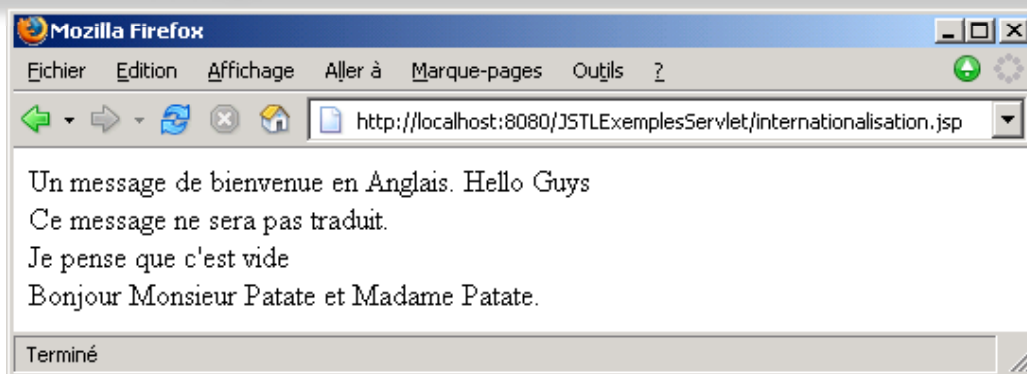 Mozilla Firefox
Fichier Edition Affichage Aller à Marque-pages Outils ?
http://localhost:8080/JSTLExemplesServlet/internationalisation.jsp
Un message de bienvenue en Anglais. Hello Guys
Ce message ne sera pas traduit.
Je pense que c'est vide
Bonjour Monsieur Patate et Madame Patate.
Terminé